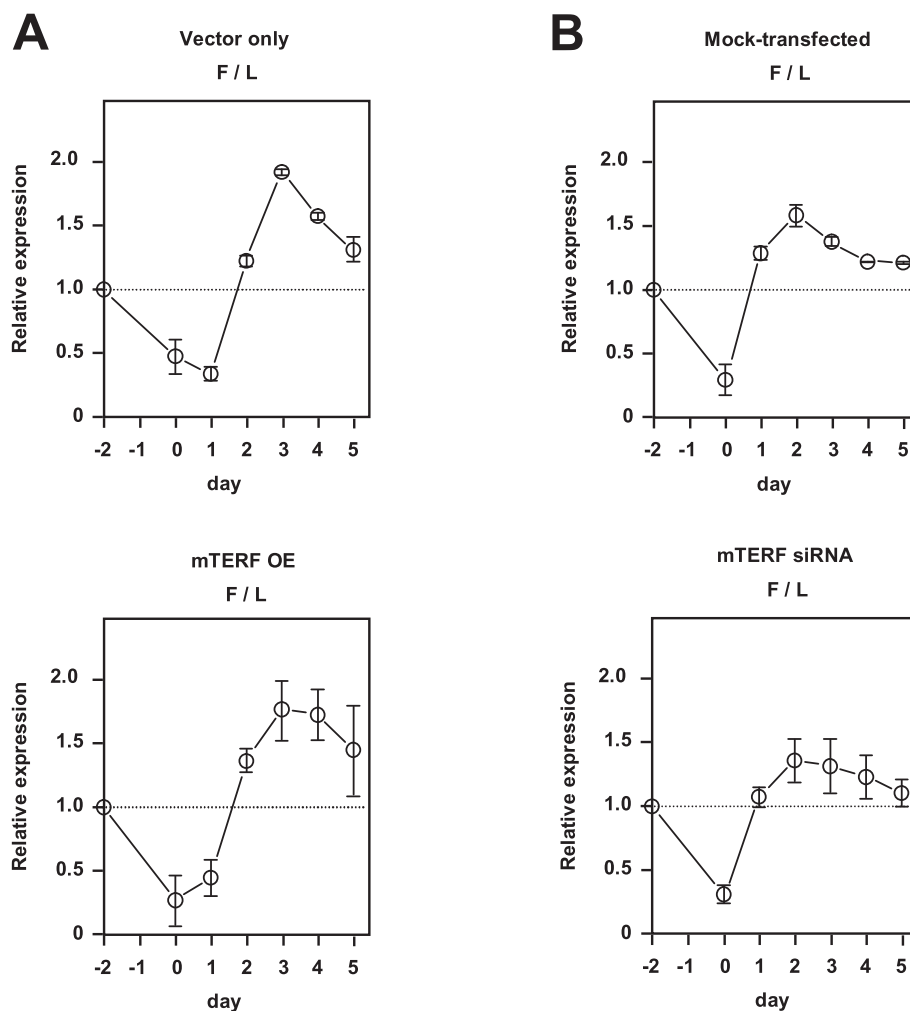 A
Vector only
F / L
Relative expression
2.0
1.5
1.0
0.5
0
-2 -1 0 1 2 3 4 5
day
B
Mock-transfected
F / L
Relative expression
2.0
1.5
1.0
0.5
0
-2 -1 0 1 2 3 4 5
day
mTERF OE
F / L
Relative expression
2.0
1.5
1.0
0.5
0
-2 -1 0 1 2 3 4 5
day
mTERF siRNA
F / L
Relative expression
2.0
1.5
1.0
0.5
0
-2 -1 0 1 2 3 4 5
day